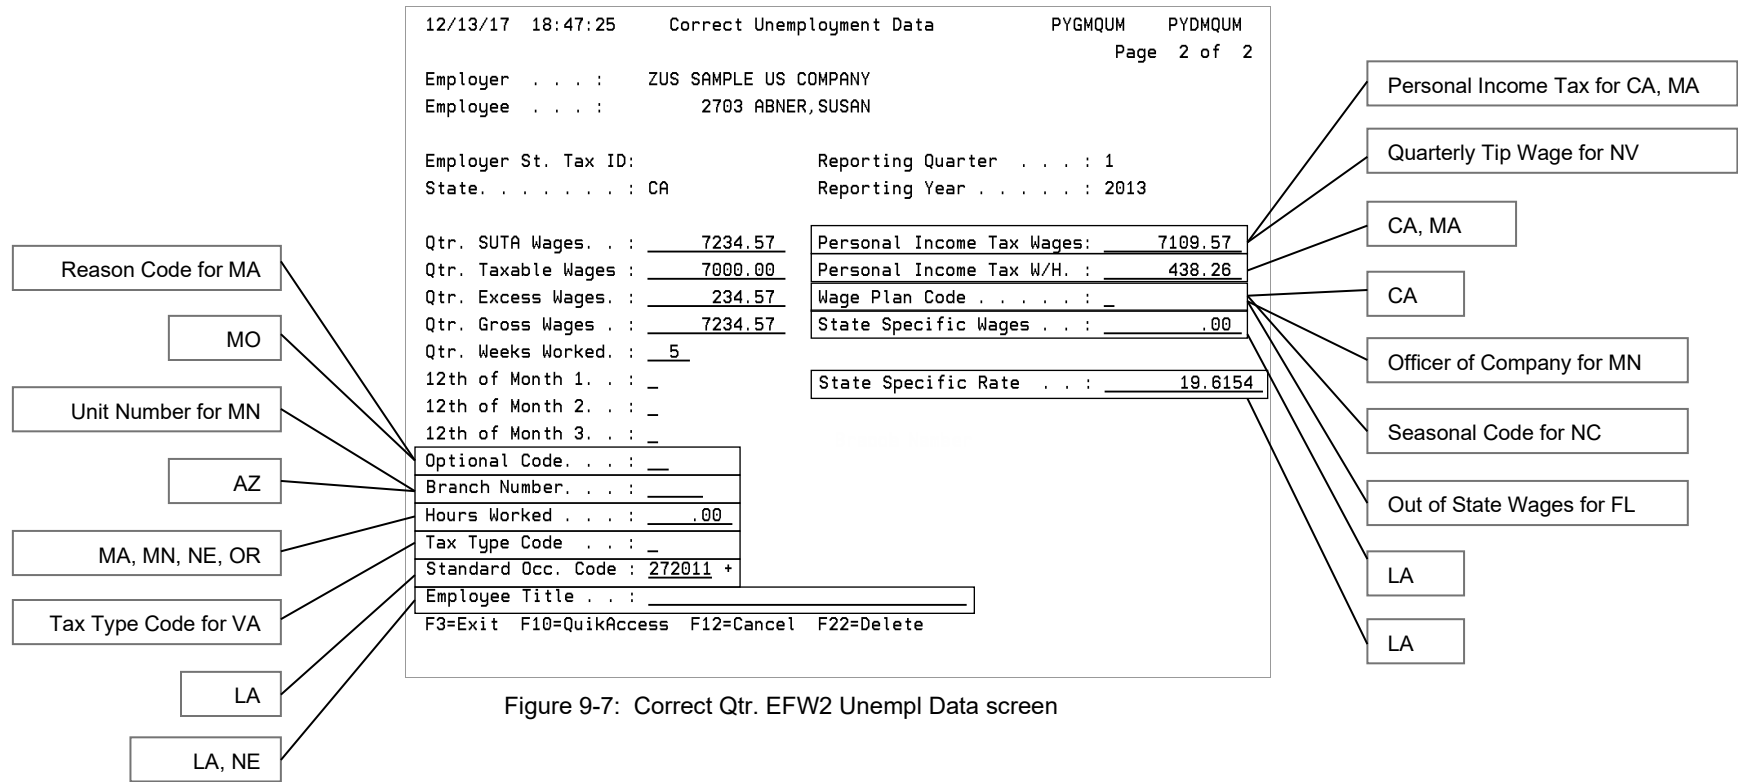 12/13/17  18:47:25     Correct Unemployment Data           PYGMQUM    PYDMQUM
Page  2 of  2
Employer  . . . :    ZUS SAMPLE US COMPANY
Employee  . . . :         2703 ABNER,SUSAN
Employer St. Tax ID:                 Reporting Quarter  . . . : 1
State. . . . . . . : CA              Reporting Year . . . . . : 2013
Qtr. SUTA Wages. . :     7234.57   Personal Income Tax Wages:     7109.57
Qtr. Taxable Wages :     7000.00   Personal Income Tax W/H. :      438.26
Qtr. Excess Wages. :      234.57   Wage Plan Code . . . . . : _
Qtr. Gross Wages . :     7234.57   State Specific Wages . . :         .00
Qtr. Weeks Worked. :   5
12th of Month 1. . : _             State Specific Rate  . . :       19.6154
12th of Month 2. . : _
12th of Month 3. . : _
Optional Code. . . : __
Branch Number. . . : _____
Hours Worked . . . :     .00
Tax Type Code  . . : _
Standard Occ. Code : 272011 +
Employee Title . . : ______________________________
F3=Exit  F10=QuikAccess  F12=Cancel  F22=Delete
Reason Code for MA
MO
Unit Number for MN
AZ
MA, MN, NE, OR
Tax Type Code for VA
LA
LA, NE
Personal Income Tax for CA, MA
Quarterly Tip Wage for NV
CA, MA
CA
Officer of Company for MN
Seasonal Code for NC
Out of State Wages for FL
LA
LA
Figure 9-7:  Correct Qtr. EFW2 Unempl Data screen